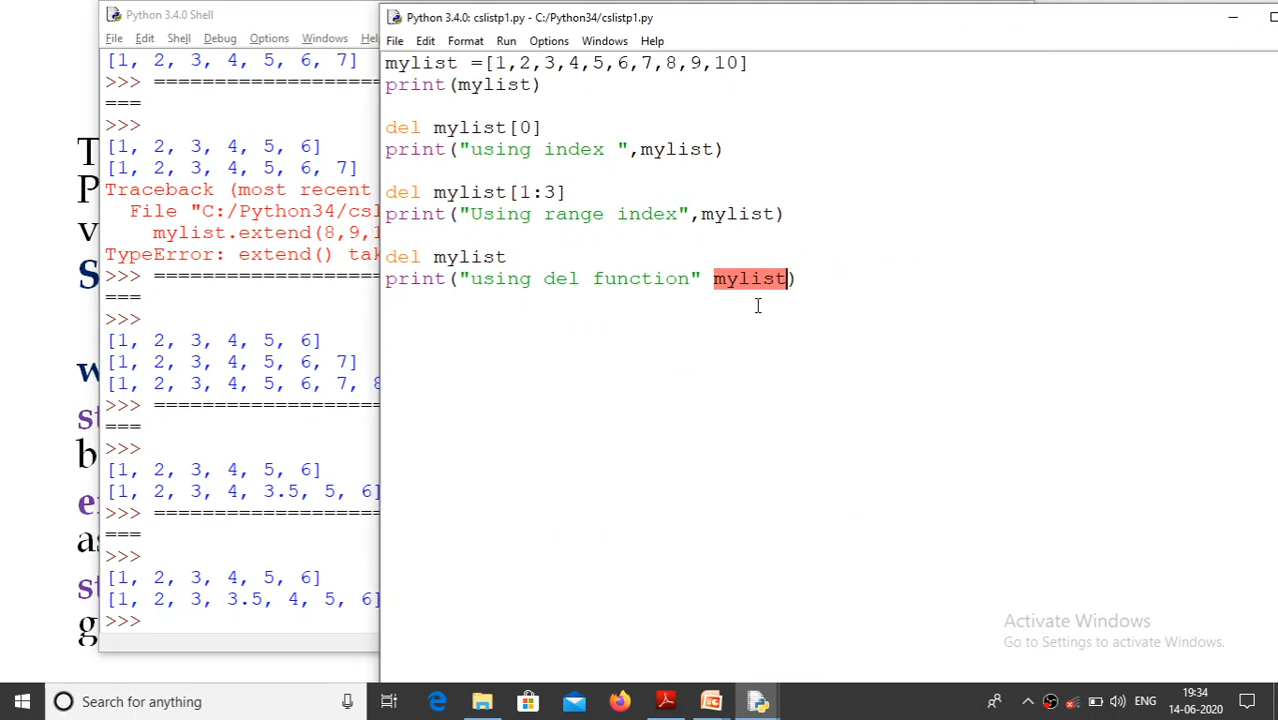 Python 3.4.0 Shell
File Edit Shell Debug Options Windows
[1, 2, 3, 4, 5, 6, 7]
>>> ===================
===
>>>
[1, 2, 3, 4, 5, 6]
[1, 2, 3, 4, 5, 6, 7]
Traceback (most recent
File "C:/Python34/csl
mylist.extend(8,9,1
TypeError: extend() tak
>>> ===================
===
>>>
[1, 2, 3, 4, 5, 6]
[1, 2, 3, 4, 5, 6, 7]
[1, 2, 3, 4, 5, 6, 7, 8
>>> ===================
===
>>>
[1, 2, 3, 4, 5, 6]
[1, 2, 3, 4, 3.5, 5, 6]
>>> ===================
===
>>>
[1, 2, 3, 4, 5, 6]
[1, 2, 3, 3.5, 4, 5, 6]
>>>
Python 3.4.0: cslistp1.py - C:/Python34/cslistp1.py
File Edit Format Run Options Windows Help
mylist =[1,2,3,4,5,6,7,8,9,10]
print(mylist)
del mylist[0]
print("using index ",mylist)
del mylist[1:3]
print("Using range index",mylist)
del mylist
print("using del function" mylist)
Activate Windows
Go to Settings to activate Windows.
Search for anything
ENG
19:34
14-06-2020